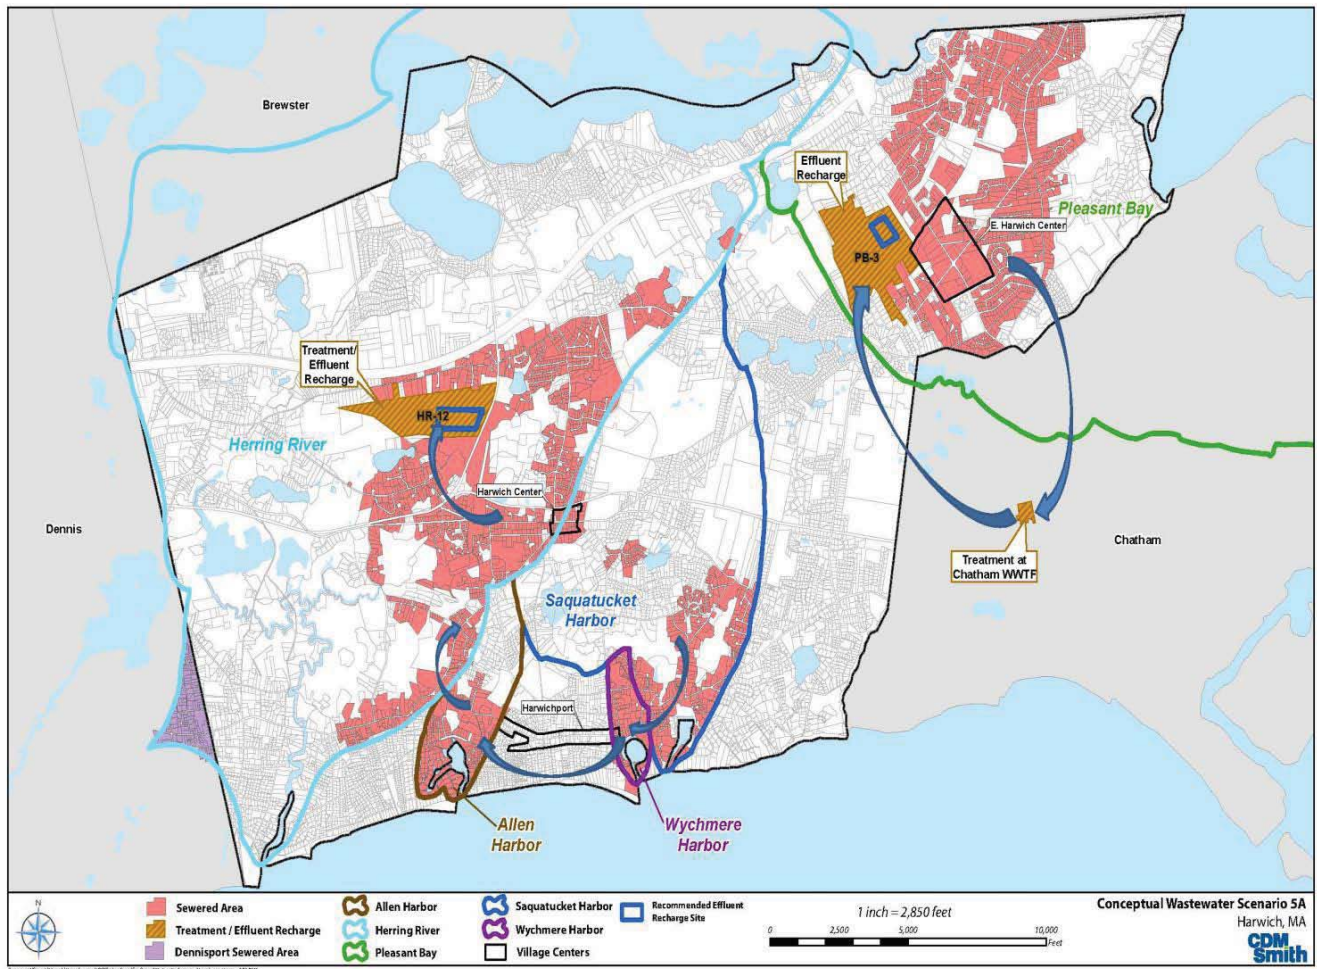 Brewster
Effluent
Recharge
Pleasant Bay
E. Harwich Center
PB-3
Treatment/
Effluent
Recharge
HR-12
Herring River
Harwich Center
Dennis
Chatham
Treatment at
Chatham WWTF
Saquatucket
Harbor
Harwichport
Allen
Harbor
Wychmere
Harbor
N
Sewered Area
Treatment / Effluent Recharge
Dennisport Sewered Area
Allen Harbor
Herring River
Pleasant Bay
Saquatucket Harbor
Wychmere Harbor
Village Centers
Recommended Effluent
Recharge Site
1 inch = 2,850 feet
0 2,500 5,000 10,000
Feet
Conceptual Wastewater Scenario 5A
Harwich, MA
CDM
Smith